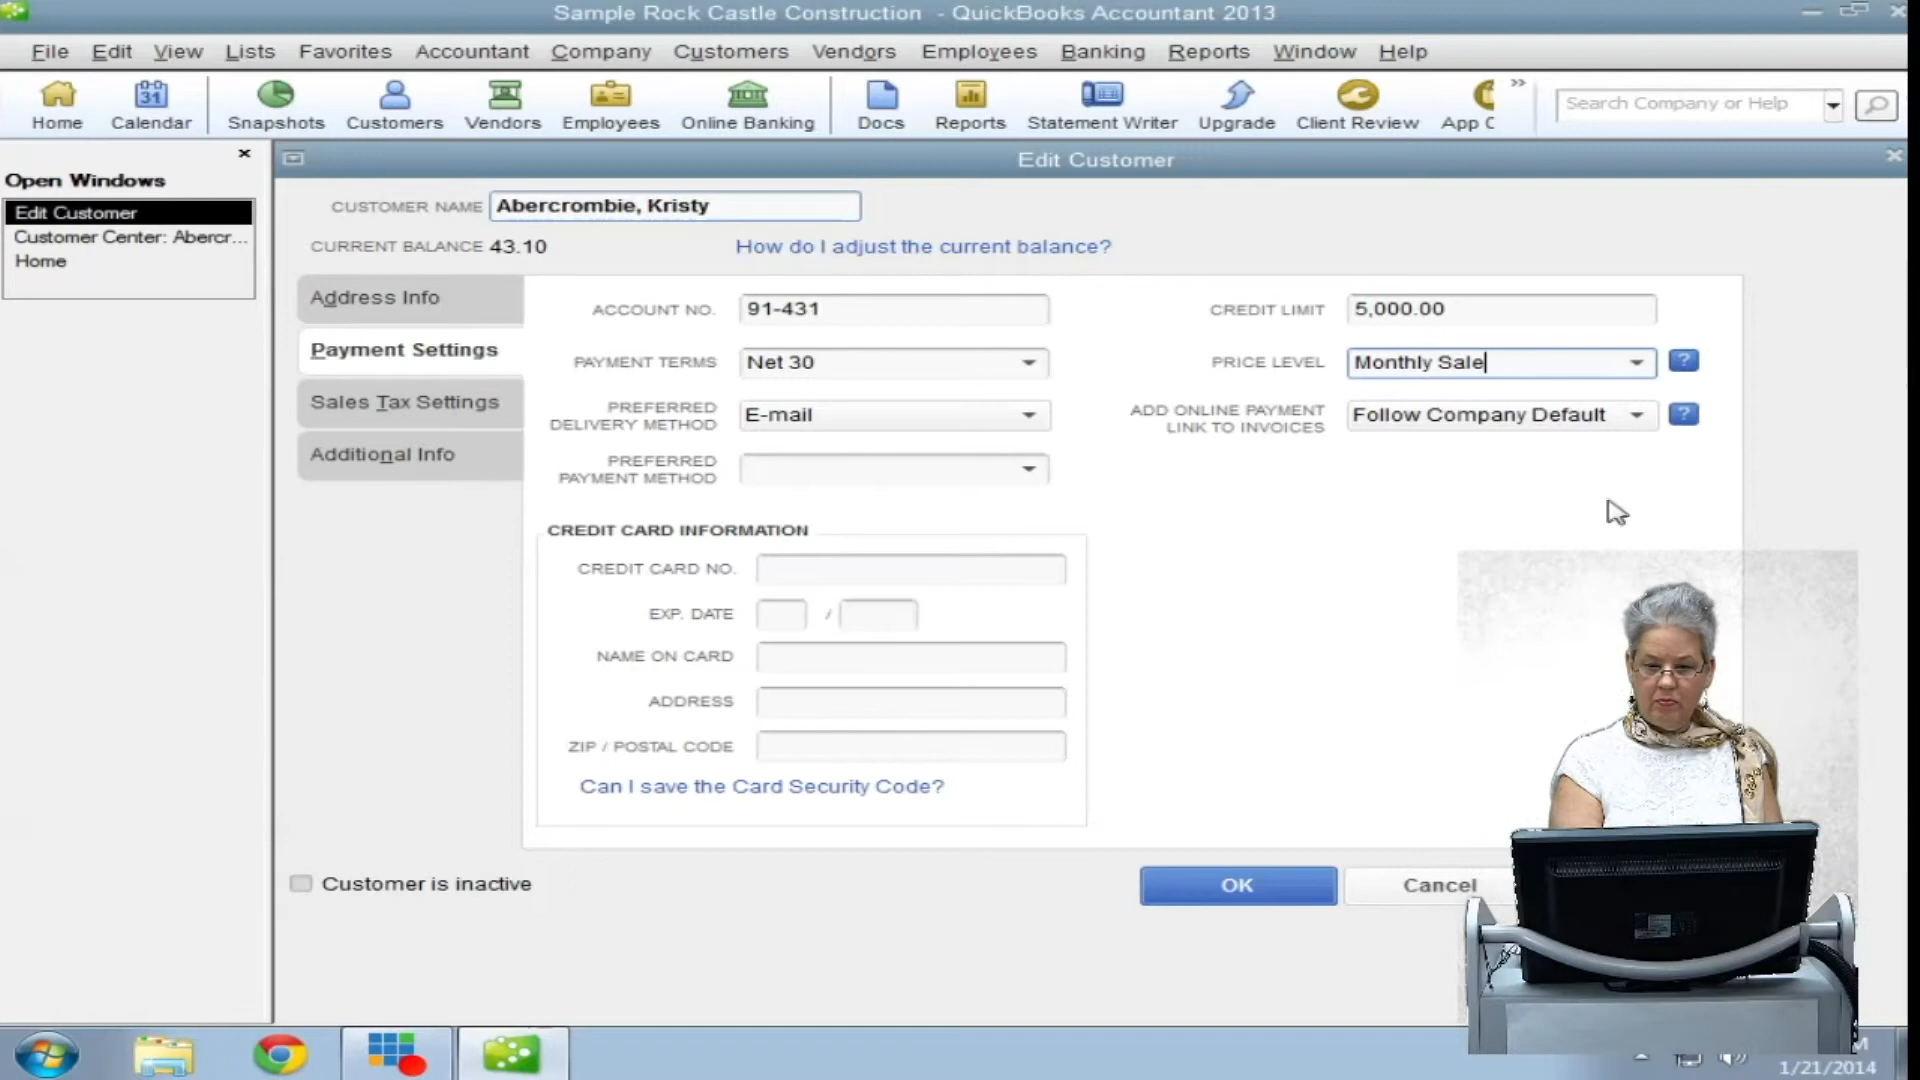 Sample Rock Castle Construction - QuickBooks Accountant 2013
File Edit View Lists Favorites Accountant Company Customers Vendors Employees Banking Reports Window Help
31
Home Calendar Snapshots Customers Vendors Employees Online Banking Docs Reports Statement Writer Upgrade Client Review App C
Search Company or Help
Edit Customer
Open Windows
Edit Customer
Customer Center: Abercr...
Home
CUSTOMER NAME Abercrombie, Kristy
CURRENT BALANCE 43.10 How do I adjust the current balance?
Address Info
Payment Settings
Sales Tax Settings
Additional Info
ACCOUNT NO. 91-431
PAYMENT TERMS Net 30
PREFERRED
DELIVERY METHOD E-mail
PREFERRED
PAYMENT METHOD
CREDIT LIMIT 5,000.00
PRICE LEVEL Monthly Sale ?
ADD ONLINE PAYMENT
LINK TO INVOICES Follow Company Default ?
CREDIT CARD INFORMATION
CREDIT CARD NO.
EXP. DATE /
NAME ON CARD
ADDRESS
ZIP / POSTAL CODE
Can I save the Card Security Code?
Customer is inactive
OK Cancel
M
1/21/2014